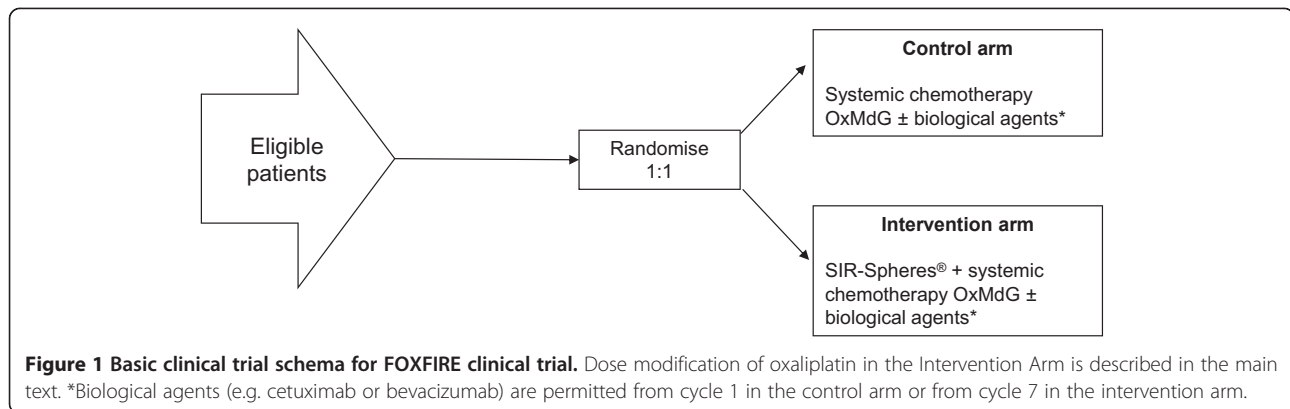 Eligible
patients
Randomise
1:1
Control arm
Systemic chemotherapy
OxMdG ± biological agents*
Intervention arm
SIR-Spheres® + systemic
chemotherapy OxMdG ±
biological agents*
Figure 1 Basic clinical trial schema for FOXFIRE clinical trial. Dose modification of oxaliplatin in the Intervention Arm is described in the main
text. *Biological agents (e.g. cetuximab or bevacizumab) are permitted from cycle 1 in the control arm or from cycle 7 in the intervention arm.